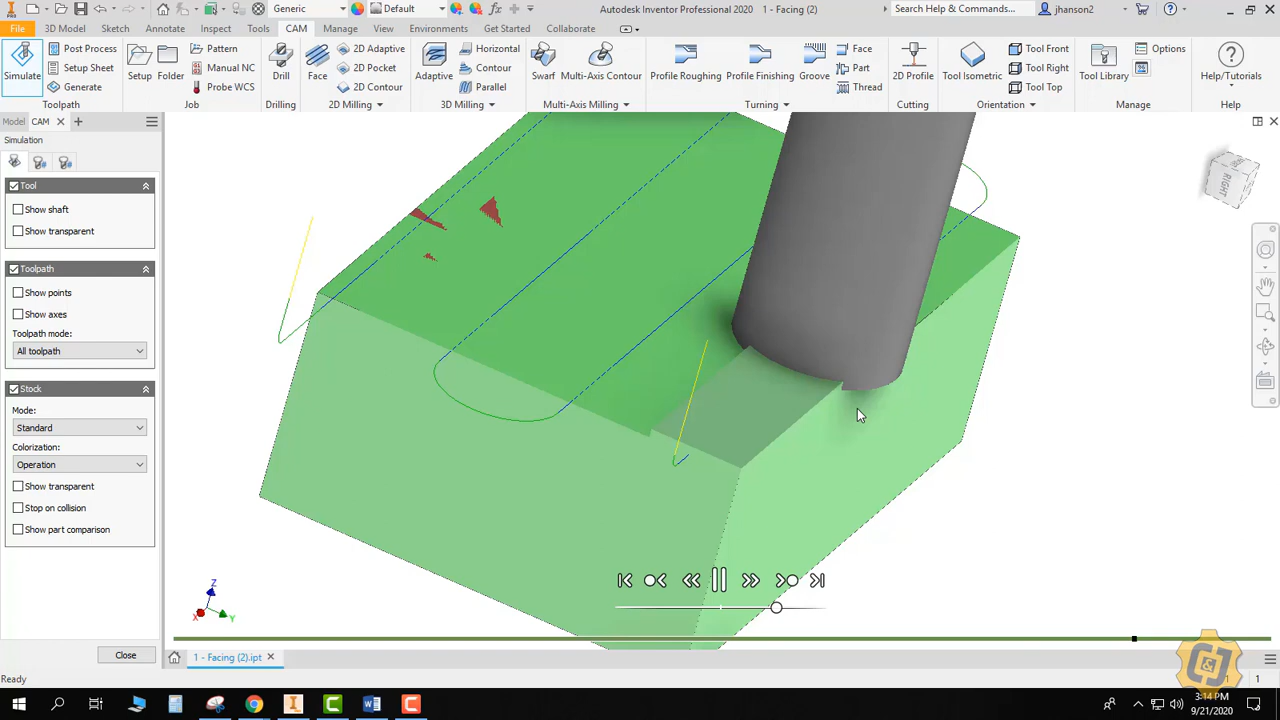 Generic
Default
Autodesk Inventor Professional 2020
1 - Facing (2)
Search Help & Commands...
jhanson2
File
3D Model
Sketch
Annotate
Inspect
Tools
CAM
Manage
View
Environments
Get Started
Collaborate
Simulate
Post Process
Setup Sheet
Generate
Toolpath
Setup
Folder
Pattern
Manual NC
Probe WCS
Job
Drill
Drilling
Face
2D Adaptive
2D Pocket
2D Contour
2D Milling
Adaptive
Horizontal
Contour
Parallel
3D Milling
Swarf
Multi-Axis Contour
Multi-Axis Milling
Profile Roughing
Profile Finishing
Groove
Face
Part
Thread
Turning
2D Profile
Cutting
Tool Isometric
Tool Front
Tool Right
Tool Top
Orientation
Tool Library
Options
Manage
Help/Tutorials
Help
Model
CAM
Simulation
Tool
Show shaft
Show transparent
Toolpath
Show points
Show axes
Toolpath mode:
All toolpath
Stock
Mode:
Standard
Colorization:
Operation
Show transparent
Stop on collision
Show part comparison
Close
RIGHT
Z
X
Y
1 - Facing (2).ipt
Ready
1
3:14 PM
9/21/2020